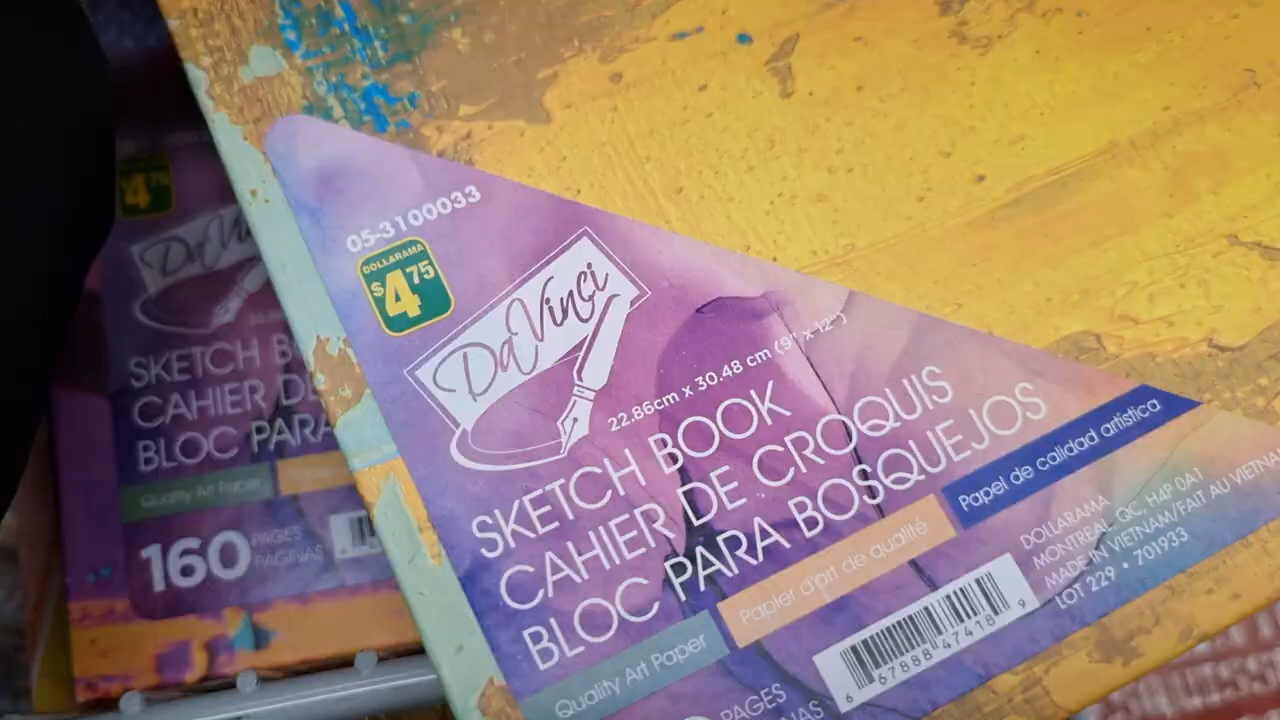 05-3100033
DOLLARAMA
$4.75
DaVinci
22.86cm x 30.48 cm (9" x 12")
SKETCH BOOK
CAHIER DE CROQUIS
BLOC PARA BOSQUEJOS
Quality Art Paper
Papier d'art de qualité
Papel de calidad artística
PAGES
6 67888 47418 9
DOLLARAMA
MONTREAL, QC, H4P 0A1
MADE IN VIETNAM/FAIT AU VIETNA
LOT 229 • 701933
$4.75
SKETCH
CAHIER
BLOC PARA
Quality Art Paper
160
PAGES
PÁGINAS